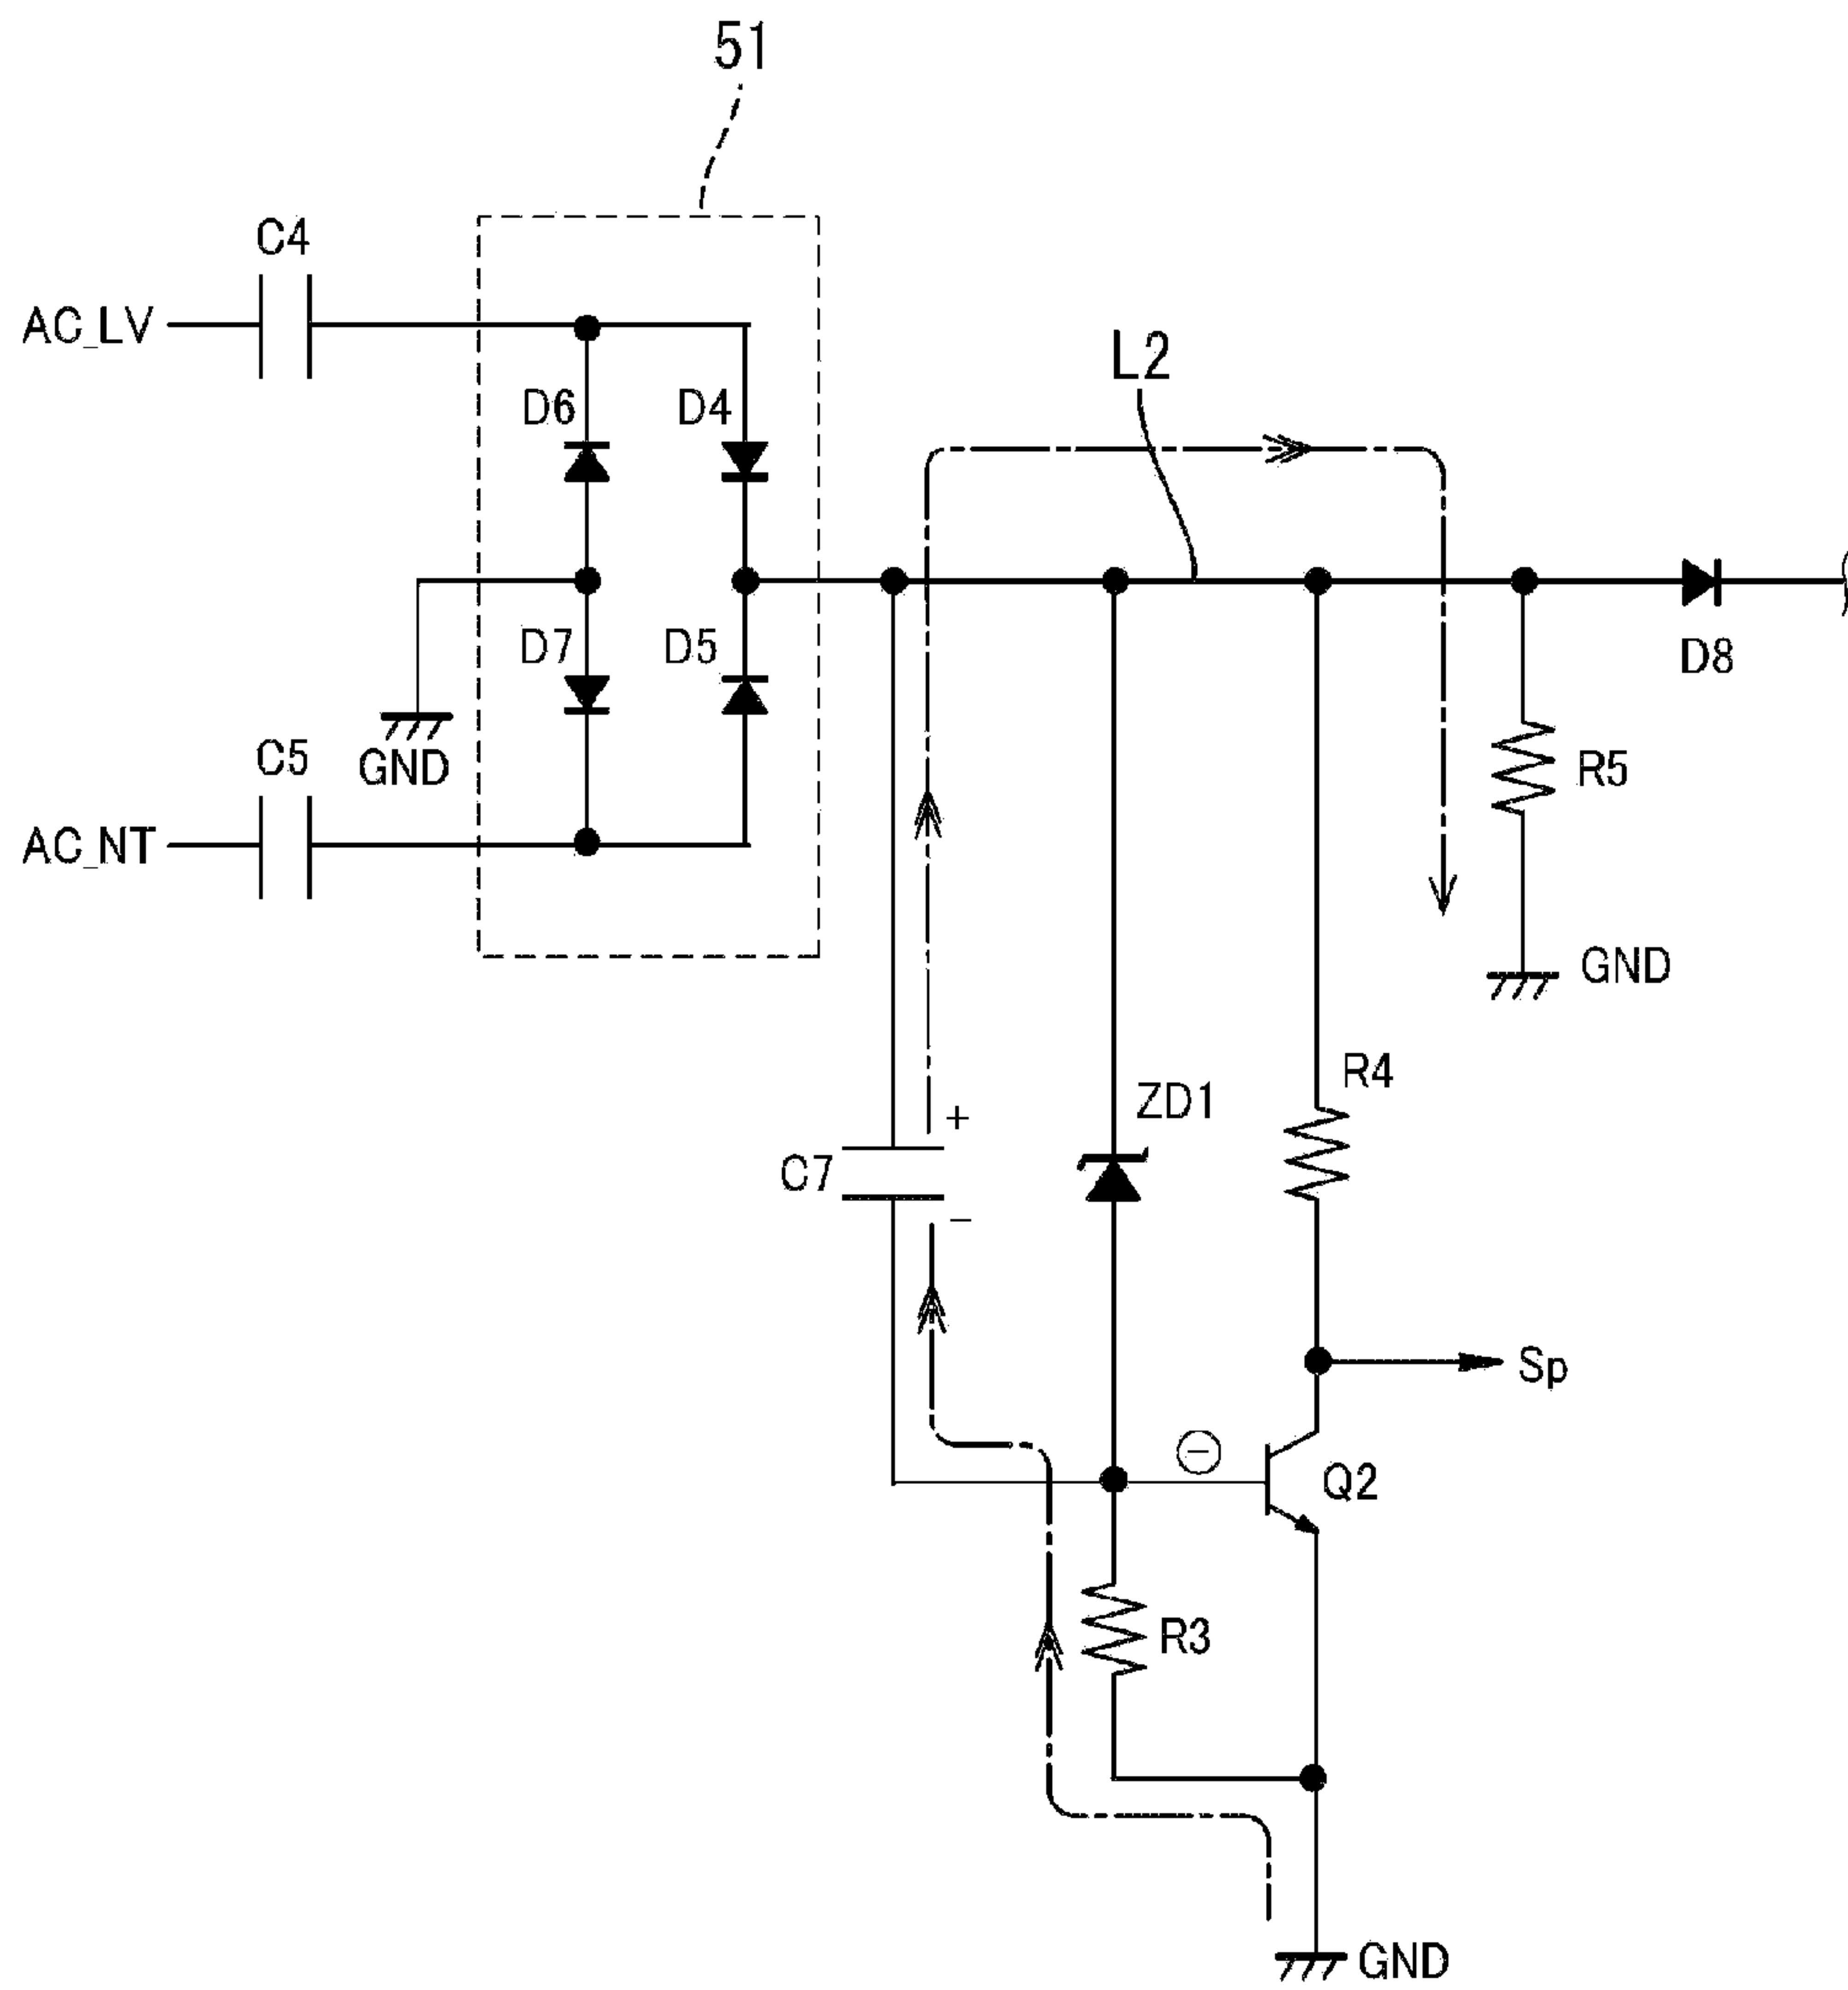 51
C4
AC_LV
L2
D6
D4
D7
D5
D8
C5
GND
R5
AC_NT
GND
R4
ZD1
+
C7
−
Sp
−
Q2
R3
GND